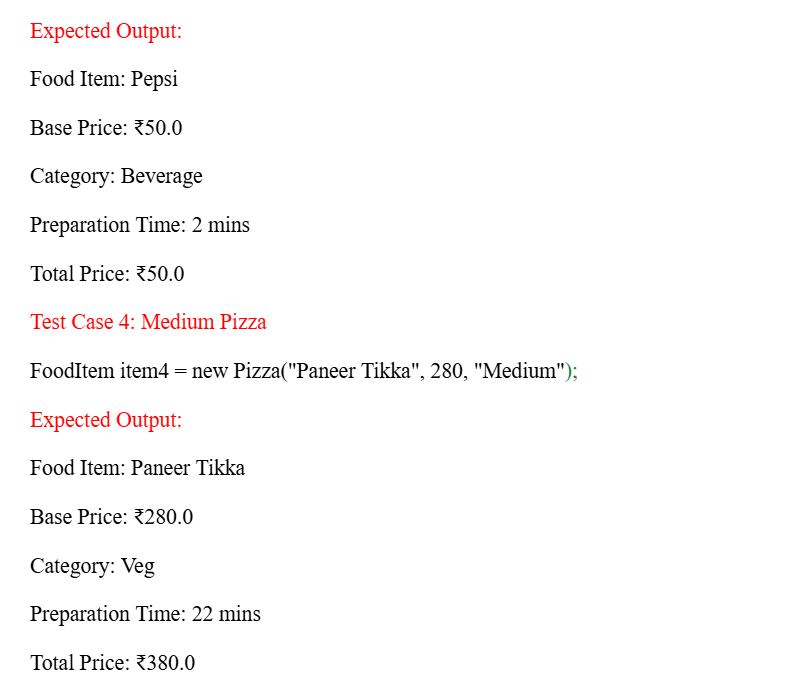 Expected Output:
Food Item: Pepsi
Base Price: ₹50.0
Category: Beverage
Preparation Time: 2 mins
Total Price: ₹50.0
Test Case 4: Medium Pizza
FoodItem item4 = new Pizza("Paneer Tikka", 280, "Medium");
Expected Output:
Food Item: Paneer Tikka
Base Price: ₹280.0
Category: Veg
Preparation Time: 22 mins
Total Price: ₹380.0